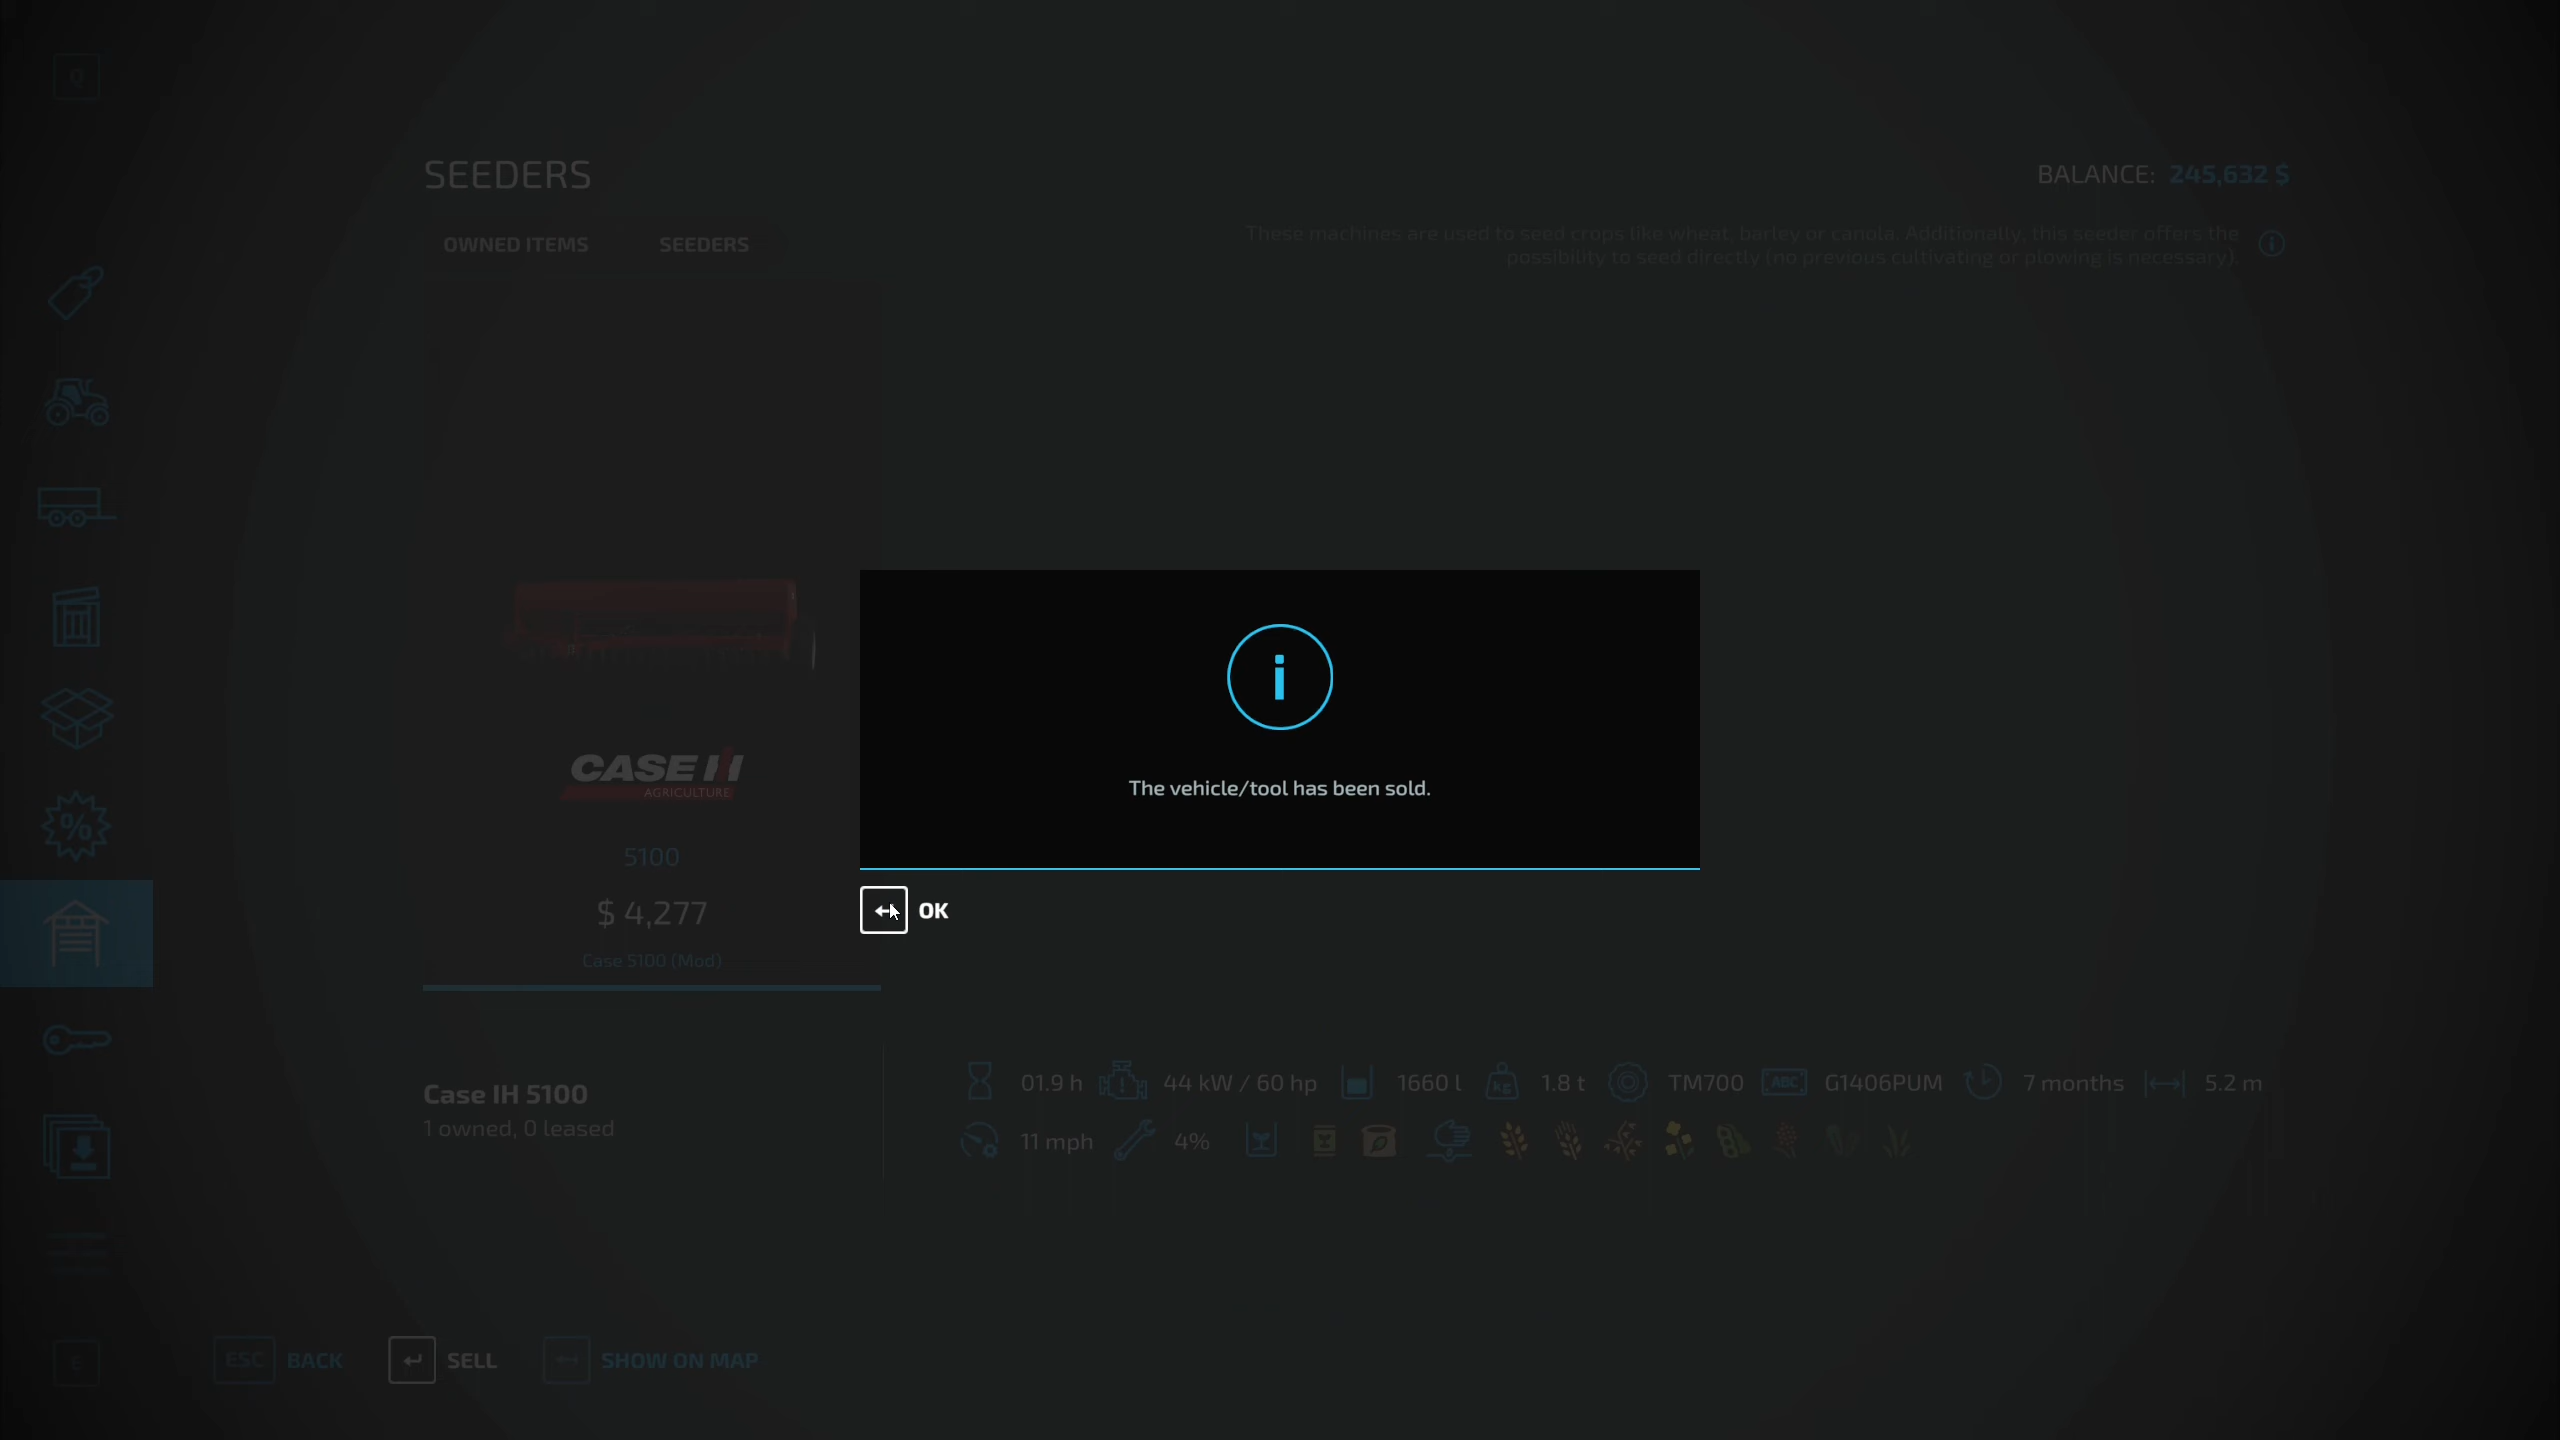 Q
SEEDERS
BALANCE: 245,632 $
OWNED ITEMS SEEDERS
These machines are used to seed crops like wheat, barley or canola. Additionally, this seeder offers the
possibility to seed directly (no previous cultivating or plowing is necessary).
The vehicle/tool has been sold.
CASE IH
AGRICULTURE
5100
$ 4,277
OK
Case 5100 (Mod)
Case IH 5100
1 owned, 0 leased
01.9 h 44 kW / 60 hp 1660 l kg 1.8 t TM700 ABC G1406PUM 7 months 5.2 m
11 mph 4%
E
ESC BACK SELL SHOW ON MAP